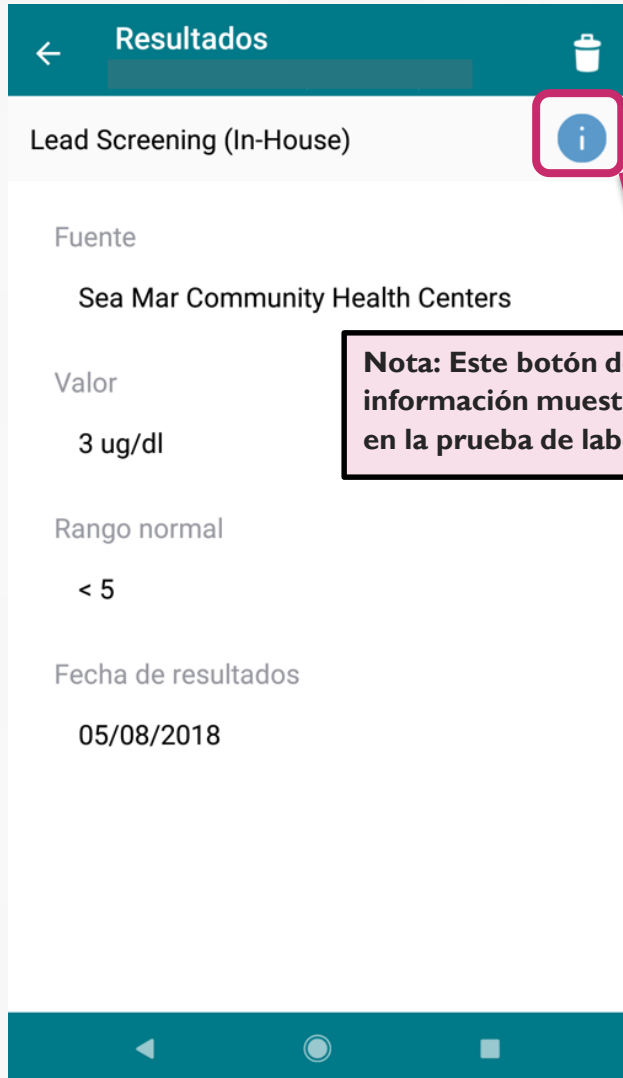 Resultados
Lead Screening (In-House)
i
Fuente
Sea Mar Community Health Centers
Valor
3 ug/dl
Nota: Este botón d
información muest
en la prueba de lab
Rango normal
< 5
Fecha de resultados
05/08/2018